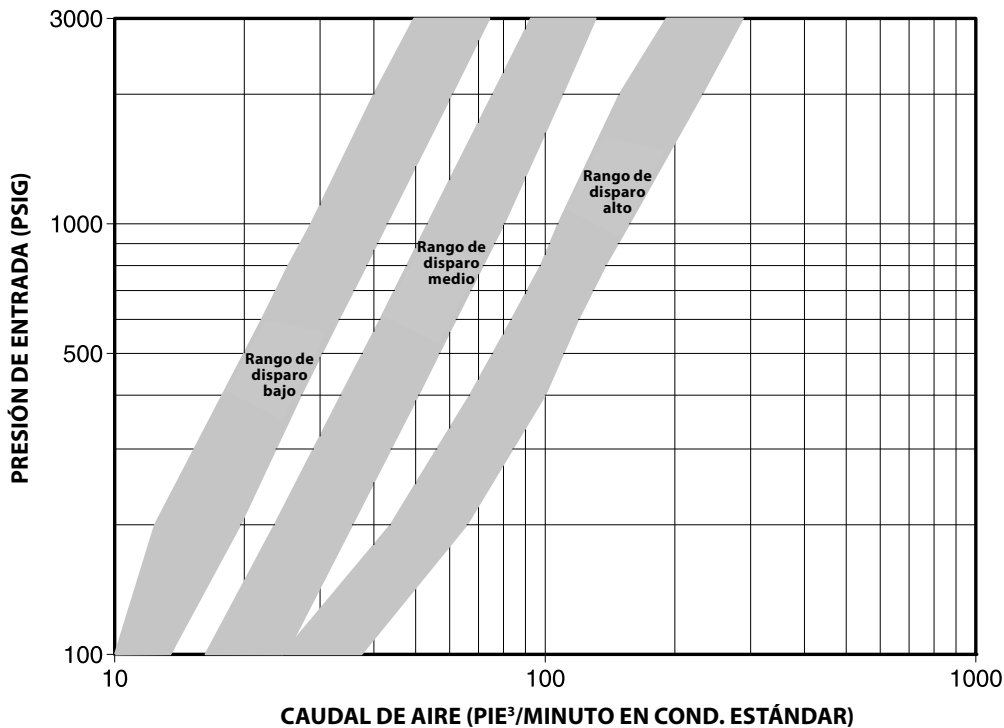 3000
1000
500
100
PRESIÓN DE ENTRADA (PSIG)
Rango de
disparo
bajo
Rango de
disparo
medio
Rango de
disparo
alto
10
100
1000
CAUDAL DE AIRE (PIE³/MINUTO EN COND. ESTÁNDAR)